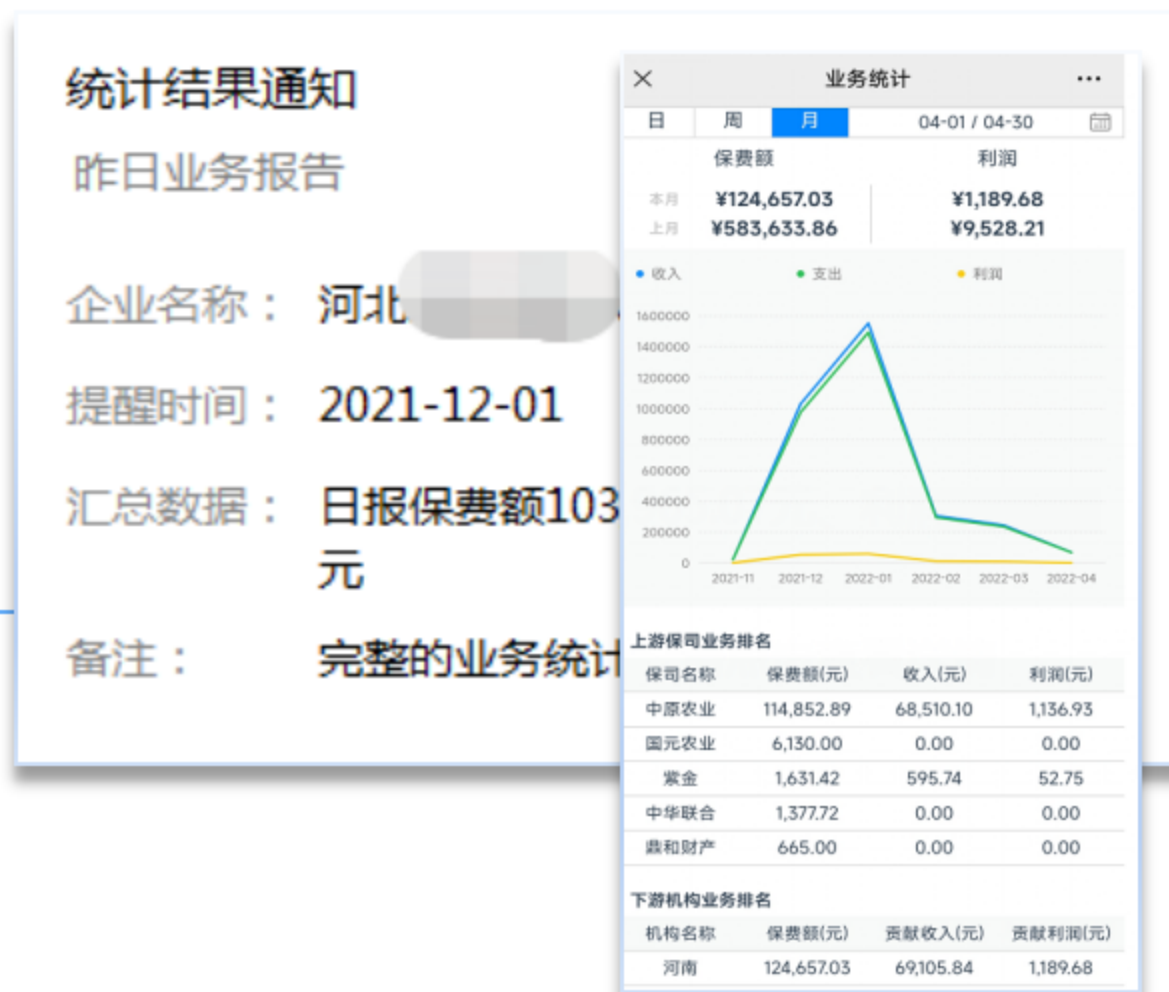 统计结果通知
昨日业务报告
企业名称： 河北
提醒时间： 2021-12-01
汇总数据： 日报保费额103
元
备注： 完整的业务统计
业务统计 ...
日 周 月 04-01 / 04-30
保费额 利润
本月 ¥124,657.03 ¥1,189.68
上月 ¥583,633.86 ¥9,528.21
收入 支出 利润
1600000
1400000
1200000
1000000
800000
600000
400000
200000
0
2021-11 2021-12 2022-01 2022-02 2022-03 2022-04
上游保司业务排名
保司名称 保费额(元) 收入(元) 利润(元)
中原农业 114,852.89 68,510.10 1,136.93
国元农业 6,130.00 0.00 0.00
紫金 1,631.42 595.74 52.75
中华联合 1,377.72 0.00 0.00
鼎和财产 665.00 0.00 0.00
下游机构业务排名
机构名称 保费额(元) 贡献收入(元) 贡献利润(元)
河南 124,657.03 69,105.84 1,189.68